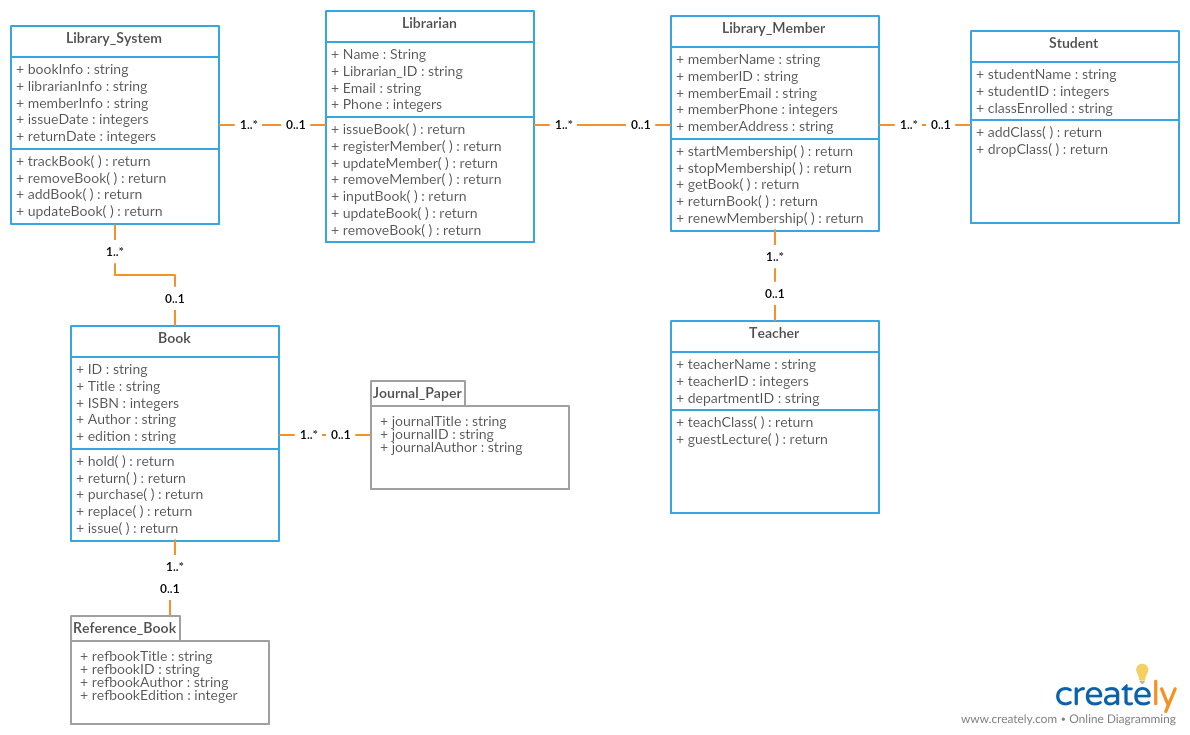 Library_System
+ bookInfo : string
+ librarianInfo : string
+ memberInfo : string
+ issueDate : integers
+ returnDate : integers
+ trackBook( ) : return
+ removeBook( ) : return
+ addBook( ) : return
+ updateBook( ) : return
1..*
0..1
Librarian
+ Name : String
+ Librarian_ID : string
+ Email : string
+ Phone : integers
+ issueBook( ) : return
+ registerMember( ) : return
+ updateMember( ) : return
+ removeMember( ) : return
+ inputBook( ) : return
+ updateBook( ) : return
+ removeBook( ) : return
1..*
0..1
Library_Member
+ memberName : string
+ memberID : string
+ memberEmail : string
+ memberPhone : integers
+ memberAddress : string
+ startMembership( ) : return
+ stopMembership( ) : return
+ getBook( ) : return
+ returnBook( ) : return
+ renewMembership( ) : return
1..*
0..1
Student
+ studentName : string
+ studentID : integers
+ classEnrolled : string
+ addClass( ) : return
+ dropClass( ) : return
1..*
0..1
1..*
0..1
Book
+ ID : string
+ Title : string
+ ISBN : integers
+ Author : string
+ edition : string
+ hold( ) : return
+ return( ) : return
+ purchase( ) : return
+ replace( ) : return
+ issue( ) : return
1..*
0..1
Journal_Paper
+ journalTitle : string
+ journalID : string
+ journalAuthor : string
Teacher
+ teacherName : string
+ teacherID : integers
+ departmentID : string
+ teachClass( ) : return
+ guestLecture( ) : return
1..*
0..1
Reference_Book
+ refbookTitle : string
+ refbookID : string
+ refbookAuthor : string
+ refbookEdition : integer
creately
www.creately.com • Online Diagramming